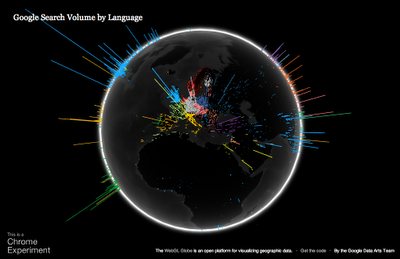 Google Search Volume by Language
This is a
Chrome
Experiment
The WebGL Globe is an open platform for visualizing geographic data. · Get the code · By the Google Data Arts Team